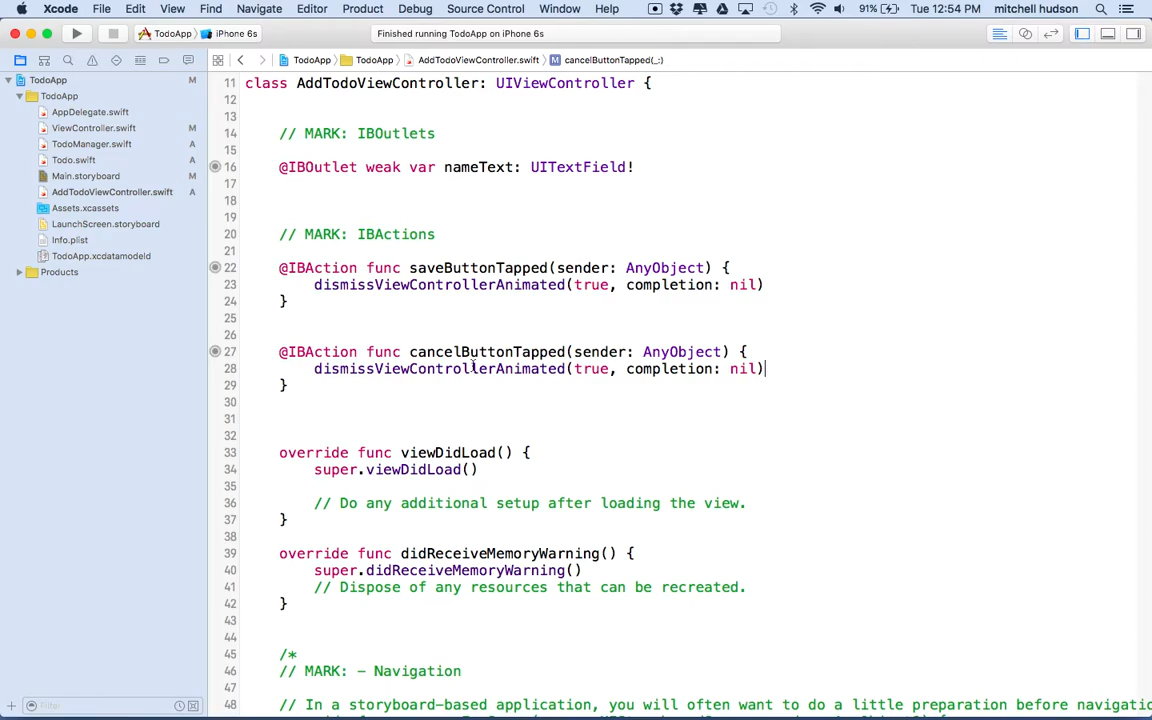 Xcode File Edit View Find Navigate Editor Product Debug Source Control Window Help 91% Tue 12:54 PM mitchell hudson
TodoApp iPhone 6s Finished running TodoApp on iPhone 6s
TodoApp TodoApp AddTodoViewController.swift M cancelButtonTapped(_:)
TodoApp M
TodoApp
AppDelegate.swift
ViewController.swift M
TodoManager.swift A
Todo.swift A
Main.storyboard M
AddTodoViewController.swift A
Assets.xcassets
LaunchScreen.storyboard
Info.plist
TodoApp.xcdatamodeld
Products
Filter
11 class AddTodoViewController: UIViewController {
12
13
14 // MARK: IBOutlets
15
16 @IBOutlet weak var nameText: UITextField!
17
18
19
20 // MARK: IBActions
21
22 @IBAction func saveButtonTapped(sender: AnyObject) {
23 dismissViewControllerAnimated(true, completion: nil)
24 }
25
26
27 @IBAction func cancelButtonTapped(sender: AnyObject) {
28 dismissViewControllerAnimated(true, completion: nil)
29 }
30
31
32
33 override func viewDidLoad() {
34 super.viewDidLoad()
35
36 // Do any additional setup after loading the view.
37 }
38
39 override func didReceiveMemoryWarning() {
40 super.didReceiveMemoryWarning()
41 // Dispose of any resources that can be recreated.
42 }
43
44
45 /*
46 // MARK: - Navigation
47
48 // In a storyboard-based application, you will often want to do a little preparation before navigatio